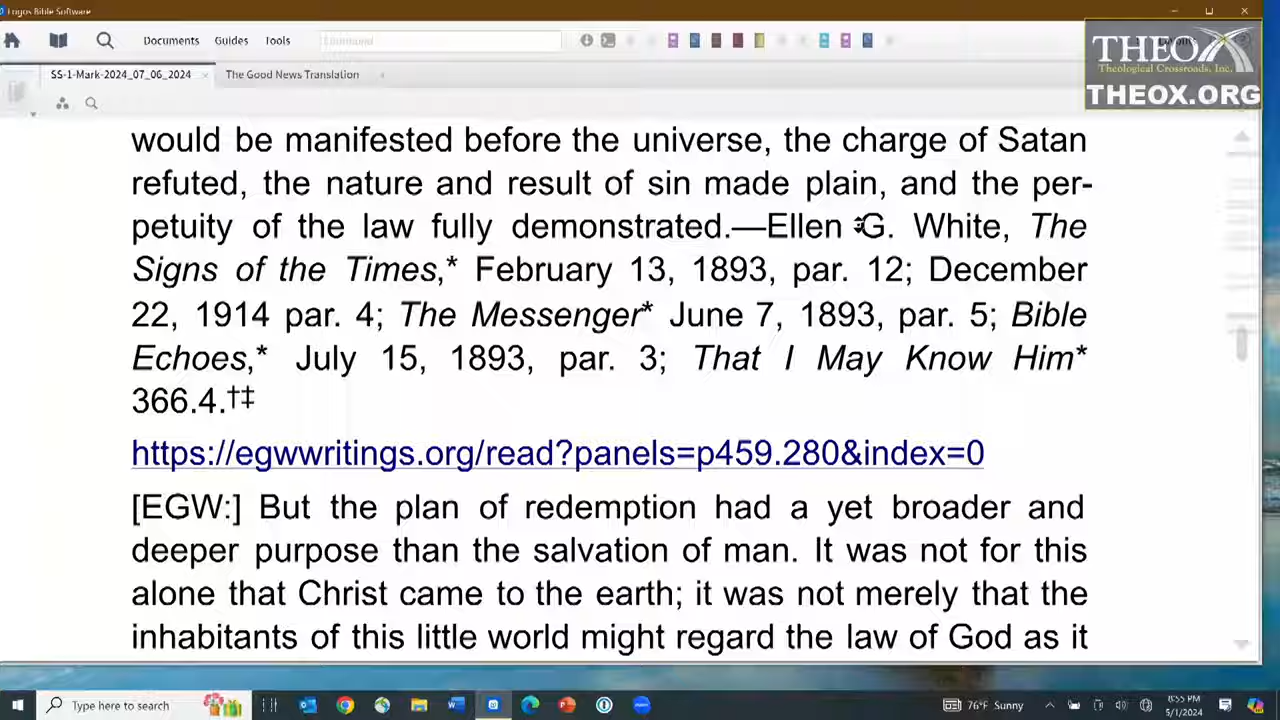 Logos Bible Software
Documents Guides Tools Command
THEOX
Theological Crossroads, Inc.
THEOX.ORG
SS-1-Mark-2024_07_06_2024 The Good News Translation
would be manifested before the universe, the charge of Satan
refuted, the nature and result of sin made plain, and the per-
petuity of the law fully demonstrated.—Ellen G. White, The
Signs of the Times,* February 13, 1893, par. 12; December
22, 1914 par. 4; The Messenger* June 7, 1893, par. 5; Bible
Echoes,* July 15, 1893, par. 3; That I May Know Him*
366.4.†‡
https://egwwritings.org/read?panels=p459.280&index=0
[EGW:] But the plan of redemption had a yet broader and
deeper purpose than the salvation of man. It was not for this
alone that Christ came to the earth; it was not merely that the
inhabitants of this little world might regard the law of God as it
Type here to search
76°F Sunny
8:55 PM
5/1/2024